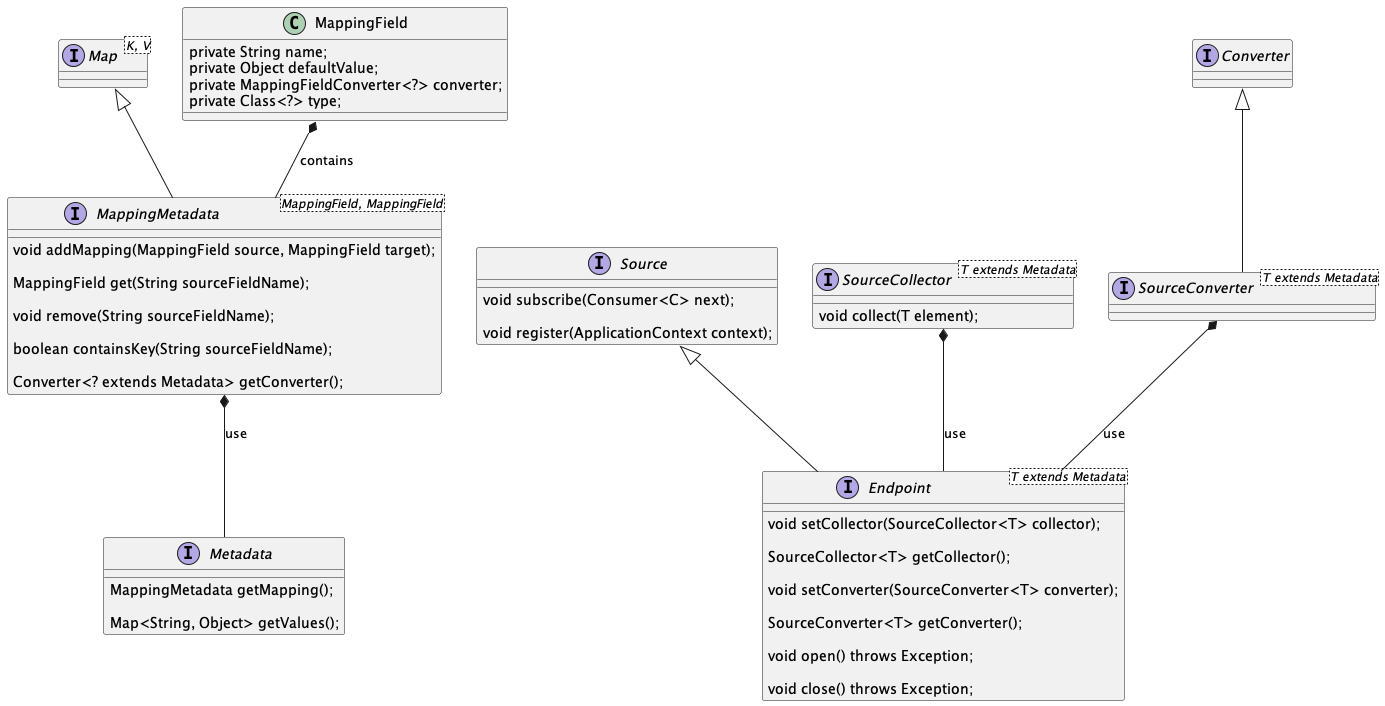 I Map
K, V
C MappingField
private String name;
private Object defaultValue;
private MappingFieldConverter<?> converter;
private Class<?> type;
I Converter
contains
I MappingMetadata
MappingField, MappingField
void addMapping(MappingField source, MappingField target);
MappingField get(String sourceFieldName);
void remove(String sourceFieldName);
boolean containsKey(String sourceFieldName);
Converter<? extends Metadata> getConverter();
I Source
void subscribe(Consumer<C> next);
void register(ApplicationContext context);
I SourceCollector
T extends Metadata
void collect(T element);
I SourceConverter
T extends Metadata
use
use
use
I Metadata
MappingMetadata getMapping();
Map<String, Object> getValues();
I Endpoint
T extends Metadata
void setCollector(SourceCollector<T> collector);
SourceCollector<T> getCollector();
void setConverter(SourceConverter<T> converter);
SourceConverter<T> getConverter();
void open() throws Exception;
void close() throws Exception;